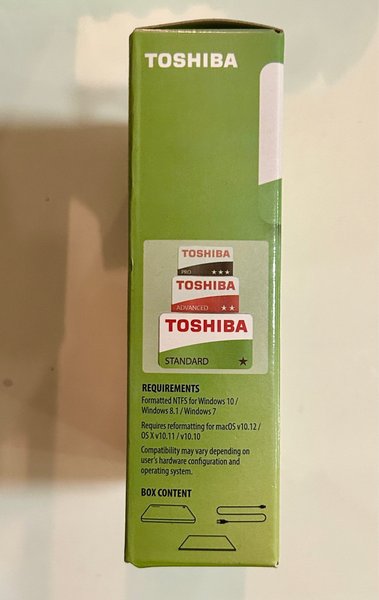 TOSHIBA
TOSHIBA
PRO ★★★
TOSHIBA
ADVANCED ★★
TOSHIBA
STANDARD ★
REQUIREMENTS
Formatted NTFS for Windows 10 /
Windows 8.1 / Windows 7
Requires reformatting for macOS v10.12 /
OS X v10.11 / v10.10
Compatibility may vary depending on
user's hardware configuration and
operating system.
BOX CONTENT